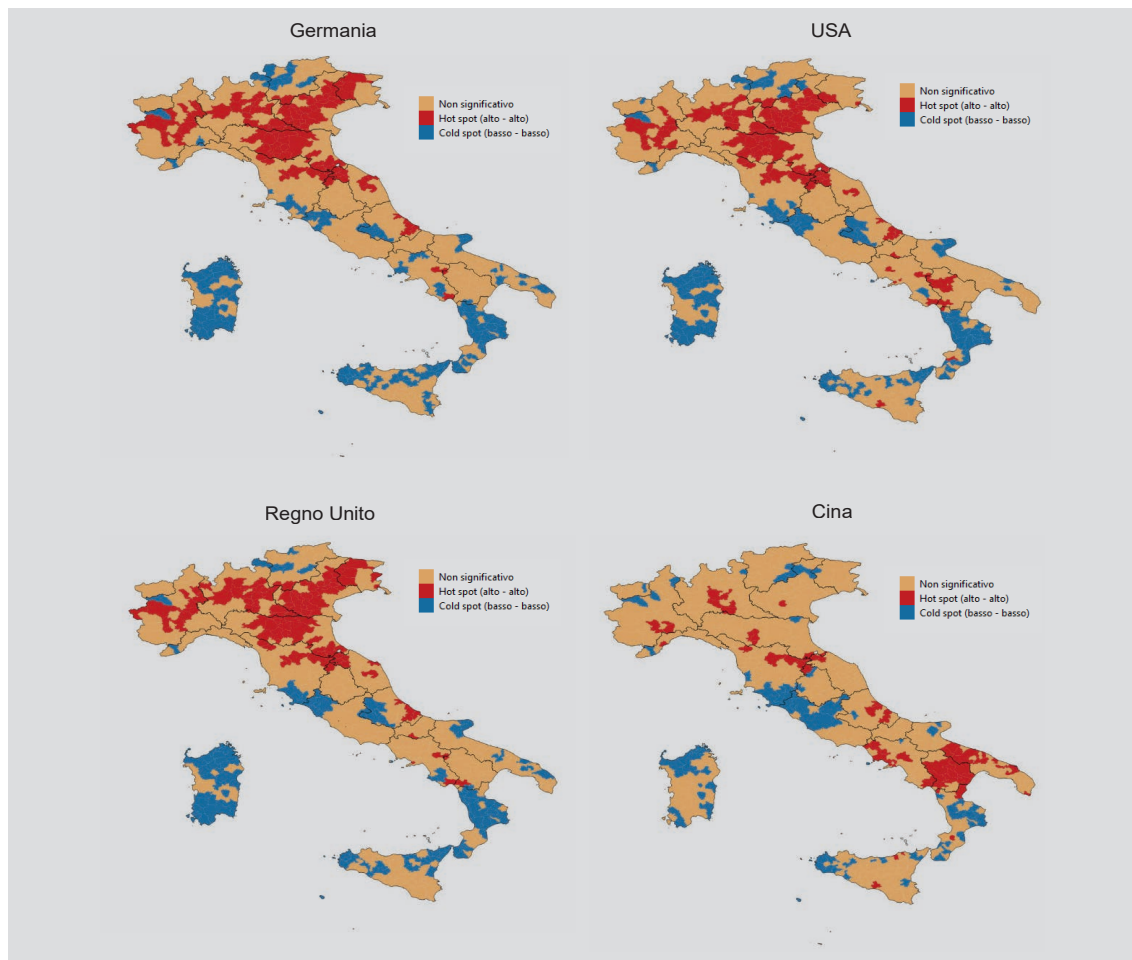 Germania
Non significativo
Hot spot (alto - alto)
Cold spot (basso - basso)
USA
Non significativo
Hot spot (alto - alto)
Cold spot (basso - basso)
Regno Unito
Non significativo
Hot spot (alto - alto)
Cold spot (basso - basso)
Cina
Non significativo
Hot spot (alto - alto)
Cold spot (basso - basso)